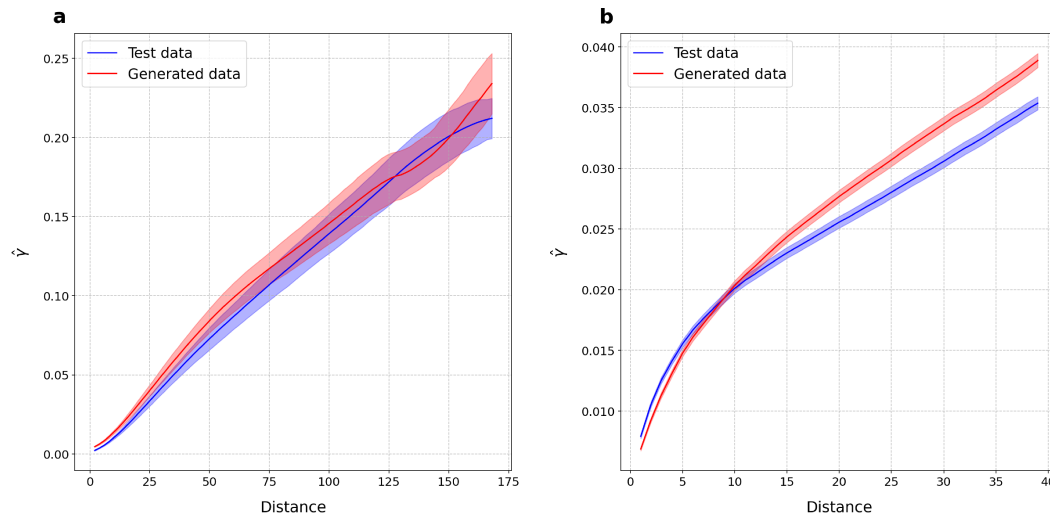 a
Test data
Generated data
0.25
0.20
0.15
0.10
0.05
0.00
γ̂
0 25 50 75 100 125 150 175
Distance
b
Test data
Generated data
0.040
0.035
0.030
0.025
0.020
0.015
0.010
γ̂
0 5 10 15 20 25 30 35 40
Distance